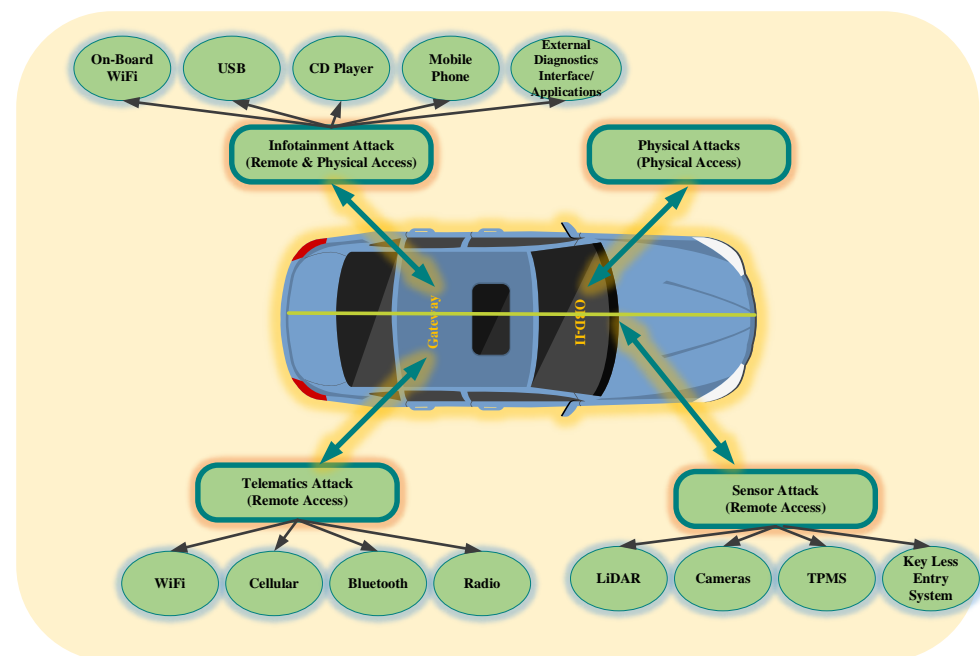 On-Board
WiFi
USB
CD Player
Mobile
Phone
External
Diagnostics
Interface/
Applications
Infotainment Attack
(Remote & Physical Access)
Physical Attacks
(Physical Access)
Gateway
OBD-II
Telematics Attack
(Remote Access)
Sensor Attack
(Remote Access)
WiFi
Cellular
Bluetooth
Radio
LiDAR
Cameras
TPMS
Key Less
Entry
System